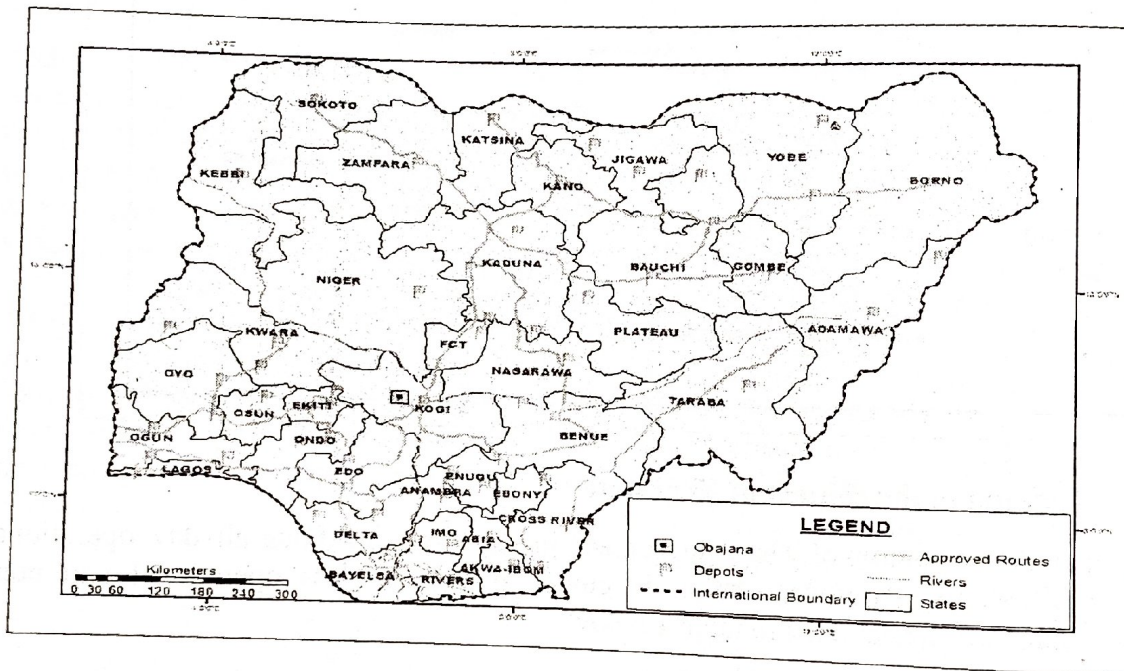 SOKOTO
KATSINA
ZAMFARA
JIGAWA
YOBE
KEBBI
KANO
BORNO
KADUNA
BAUCHI
GOMBE
NIGER
ADAMAWA
PLATEAU
KWARA
FCT
NASARAWA
OYO
TARABA
OSUN
EKITI
KOGI
OGUN
ONDO
BENUE
LAGOS
EDO
ENUGU
ANAMBRA
EBONYI
CROSS RIVER
DELTA
IMO
ABIA
BAYELSA
RIVERS
AKWA-IBOM
Kilometers
0 30 60 120 180 240 300
LEGEND
Obajana
Depots
International Boundary
Approved Routes
Rivers
States